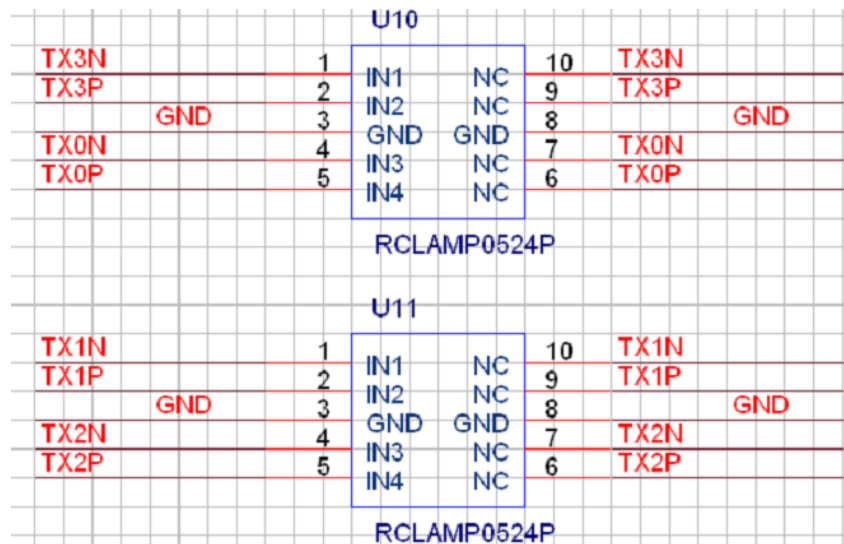 U10
TX3N 1 IN1 NC 10 TX3N
TX3P 2 IN2 NC 9 TX3P
GND 3 GND GND 8 GND
TX0N 4 IN3 NC 7 TX0N
TX0P 5 IN4 NC 6 TX0P
RCLAMP0524P
U11
TX1N 1 IN1 NC 10 TX1N
TX1P 2 IN2 NC 9 TX1P
GND 3 GND GND 8 GND
TX2N 4 IN3 NC 7 TX2N
TX2P 5 IN4 NC 6 TX2P
RCLAMP0524P